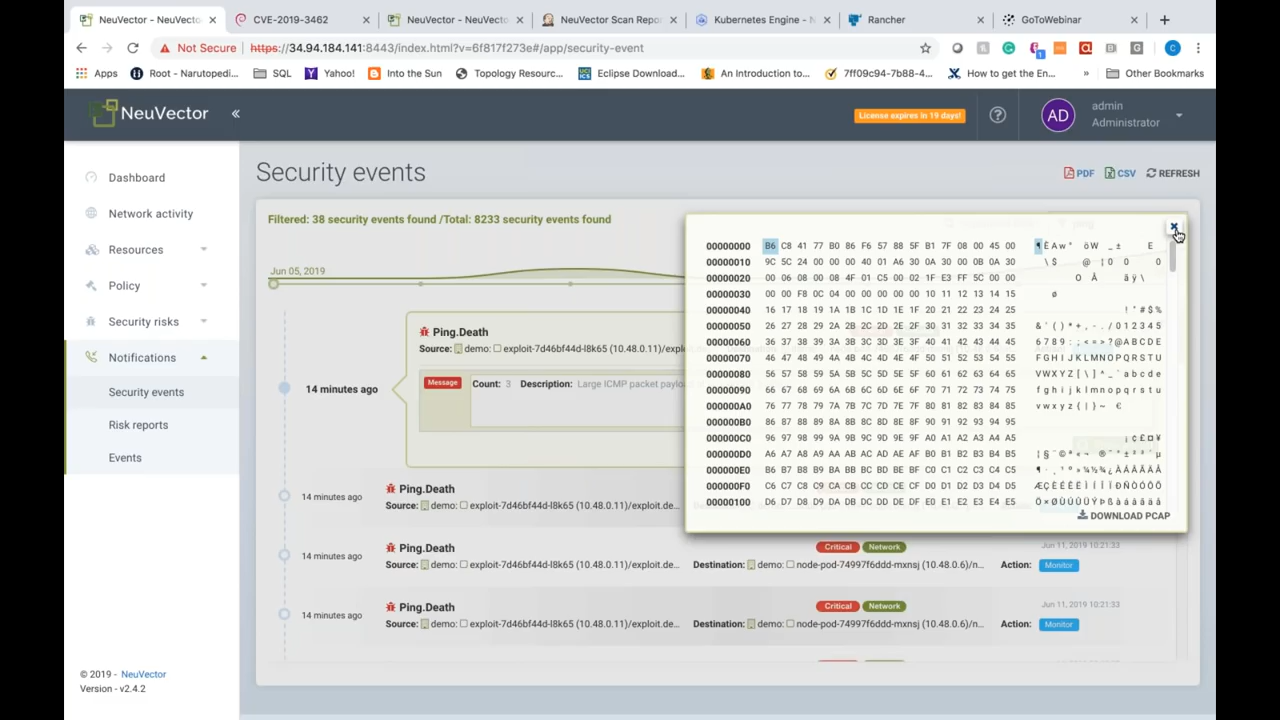 NeuVector - NeuVecto
CVE-2019-3462
NeuVector - NeuVecto
NeuVector Scan Repor
Kubernetes Engine - N
Rancher
GoToWebinar
Not Secure
https://34.94.184.141:8443/index.html?v=6f817f273e#/app/security-event
Apps
Root - Narutopedi...
SQL
Yahoo!
Into the Sun
Topology Resourc...
Eclipse Download...
An Introduction to...
7ff09c94-7b88-4...
How to get the En...
»
Other Bookmarks
NeuVector
«
License expires in 19 days!
AD
admin
Administrator
Dashboard
Network activity
Resources
Policy
Security risks
Notifications
Security events
Risk reports
Events
© 2019 - NeuVector
Version - v2.4.2
Security events
PDF
CSV
REFRESH
Filtered: 38 security events found /Total: 8233 security events found
Jun 05, 2019
14 minutes ago
Ping.Death
Source: demo: exploit-7d46bf44d-l8k65 (10.48.0.11)/exploit.de
Message
Count: 3 Description: Large ICMP packet payload
14 minutes ago
Ping.Death
Source: demo: exploit-7d46bf44d-l8k65 (10.48.0.11)/exploit.de...
14 minutes ago
Ping.Death
Critical
Network
Jun 11, 2019 10:21:33
Source: demo: exploit-7d46bf44d-l8k65 (10.48.0.11)/exploit.de...
Destination: demo: node-pod-74997f6ddd-mxnsj (10.48.0.6)/n...
Action: Monitor
14 minutes ago
Ping.Death
Critical
Network
Jun 11, 2019 10:21:33
Source: demo: exploit-7d46bf44d-l8k65 (10.48.0.11)/exploit.de...
Destination: demo: node-pod-74997f6ddd-mxnsj (10.48.0.6)/n...
Action: Monitor
00000000 B6 C8 41 77 B0 86 F6 57 88 5F B1 7F 08 00 45 00 ¶ È A w ° ö W _ ± E
00000010 9C 5C 24 00 00 00 40 01 A6 30 0A 30 00 0B 0A 30 \ $ @ ¦ 0 0 0
00000020 00 06 08 00 08 4F 01 C5 00 02 1F E3 FF 5C 00 00 O Å ã ÿ \
00000030 00 00 F8 0C 04 00 00 00 00 00 10 11 12 13 14 15 ø
00000040 16 17 18 19 1A 1B 1C 1D 1E 1F 20 21 22 23 24 25 ! " # $ %
00000050 26 27 28 29 2A 2B 2C 2D 2E 2F 30 31 32 33 34 35 & ' ( ) * + , - . / 0 1 2 3 4 5
00000060 36 37 38 39 3A 3B 3C 3D 3E 3F 40 41 42 43 44 45 6 7 8 9 : ; < = > ? @ A B C D E
00000070 46 47 48 49 4A 4B 4C 4D 4E 4F 50 51 52 53 54 55 F G H I J K L M N O P Q R S T U
00000080 56 57 58 59 5A 5B 5C 5D 5E 5F 60 61 62 63 64 65 V W X Y Z [ \ ] ^ _ ` a b c d e
00000090 66 67 68 69 6A 6B 6C 6D 6E 6F 70 71 72 73 74 75 f g h i j k l m n o p q r s t u
000000A0 76 77 78 79 7A 7B 7C 7D 7E 7F 80 81 82 83 84 85 v w x y z { | } ~ €
000000B0 86 87 88 89 8A 8B 8C 8D 8E 8F 90 91 92 93 94 95
000000C0 96 97 98 99 9A 9B 9C 9D 9E 9F A0 A1 A2 A3 A4 A5 ¡ ¢ £ ¤ ¥
000000D0 A6 A7 A8 A9 AA AB AC AD AE AF B0 B1 B2 B3 B4 B5 ¦ § ¨ © ª « ¬ ® ¯ ° ± ² ³ ´ µ
000000E0 B6 B7 B8 B9 BA BB BC BD BE BF C0 C1 C2 C3 C4 C5 ¶ · ¸ ¹ º » ¼ ½ ¾ ¿ À Á Â Ã Ä Å
000000F0 C6 C7 C8 C9 CA CB CC CD CE CF D0 D1 D2 D3 D4 D5 Æ Ç È É Ê Ë Ì Í Î Ï Ð Ñ Ò Ó Ô Õ
00000100 D6 D7 D8 D9 DA DB DC DD DE DF E0 E1 E2 E3 E4 E5 Ö × Ø Ù Ú Û Ü Ý Þ ß à á â ã ä å
DOWNLOAD PCAP